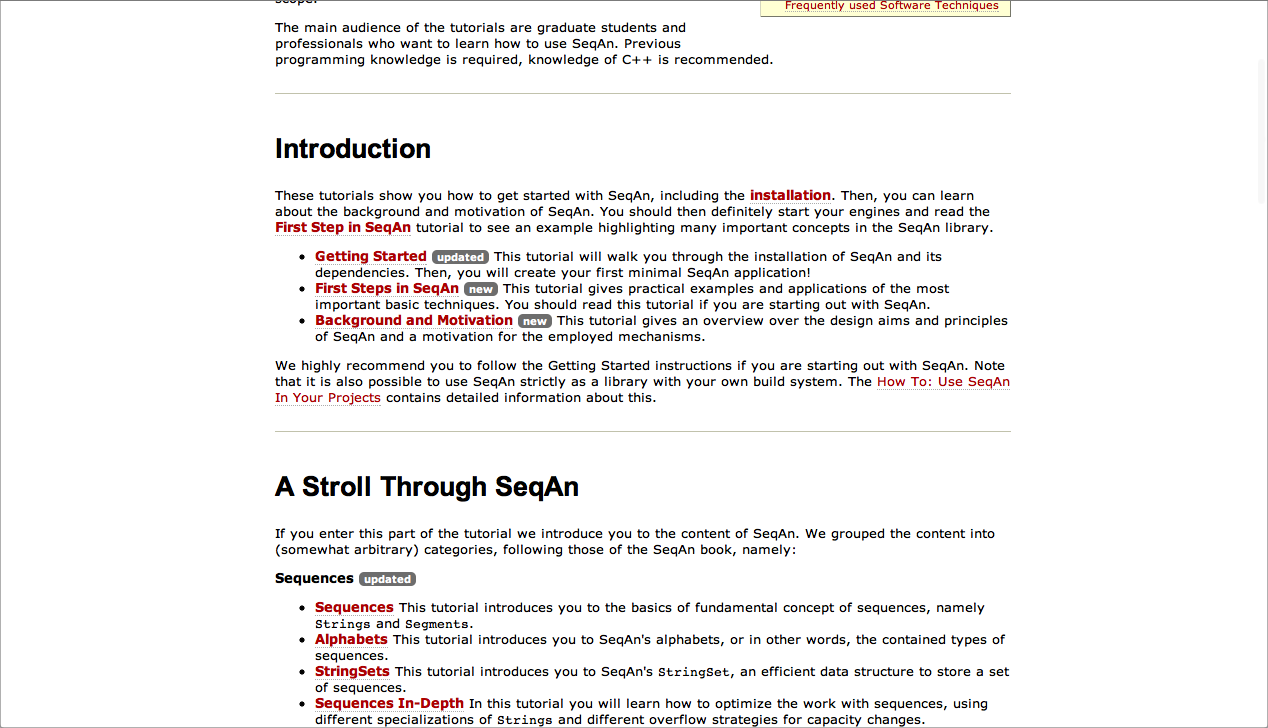 scope.
Frequently used Software Techniques
The main audience of the tutorials are graduate students and
professionals who want to learn how to use SeqAn. Previous
programming knowledge is required, knowledge of C++ is recommended.
Introduction
These tutorials show you how to get started with SeqAn, including the installation. Then, you can learn
about the background and motivation of SeqAn. You should then definitely start your engines and read the
First Step in SeqAn tutorial to see an example highlighting many important concepts in the SeqAn library.
• Getting Started updated This tutorial will walk you through the installation of SeqAn and its
dependencies. Then, you will create your first minimal SeqAn application!
• First Steps in SeqAn new This tutorial gives practical examples and applications of the most
important basic techniques. You should read this tutorial if you are starting out with SeqAn.
• Background and Motivation new This tutorial gives an overview over the design aims and principles
of SeqAn and a motivation for the employed mechanisms.
We highly recommend you to follow the Getting Started instructions if you are starting out with SeqAn. Note
that it is also possible to use SeqAn strictly as a library with your own build system. The How To: Use SeqAn
In Your Projects contains detailed information about this.
A Stroll Through SeqAn
If you enter this part of the tutorial we introduce you to the content of SeqAn. We grouped the content into
(somewhat arbitrary) categories, following those of the SeqAn book, namely:
Sequences updated
• Sequences This tutorial introduces you to the basics of fundamental concept of sequences, namely
Strings and Segments.
• Alphabets This tutorial introduces you to SeqAn's alphabets, or in other words, the contained types of
sequences.
• StringSets This tutorial introduces you to SeqAn's StringSet, an efficient data structure to store a set
of sequences.
• Sequences In-Depth In this tutorial you will learn how to optimize the work with sequences, using
different specializations of Strings and different overflow strategies for capacity changes.